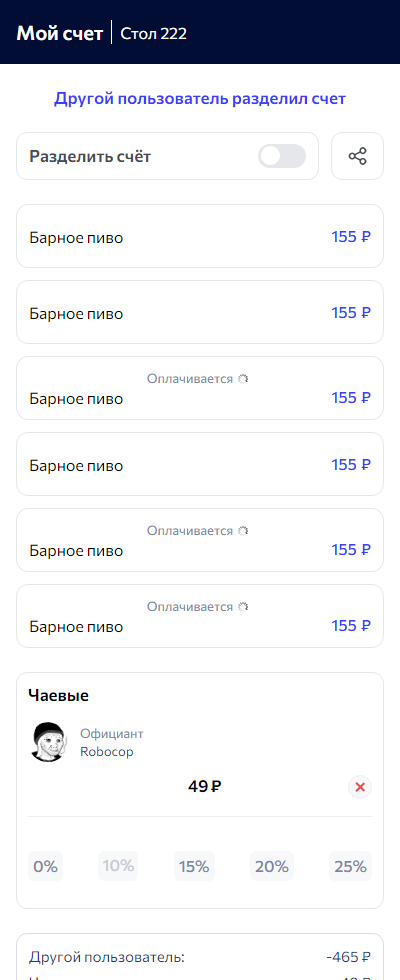 Мой счет | Стол 222
Другой пользователь разделил счет
Разделить счёт
Барное пиво 155 ₽
Барное пиво 155 ₽
Оплачивается
Барное пиво 155 ₽
Барное пиво 155 ₽
Оплачивается
Барное пиво 155 ₽
Оплачивается
Барное пиво 155 ₽
Чаевые
Официант
Robocop
49 ₽
0% 10% 15% 20% 25%
Другой пользователь: -465 ₽